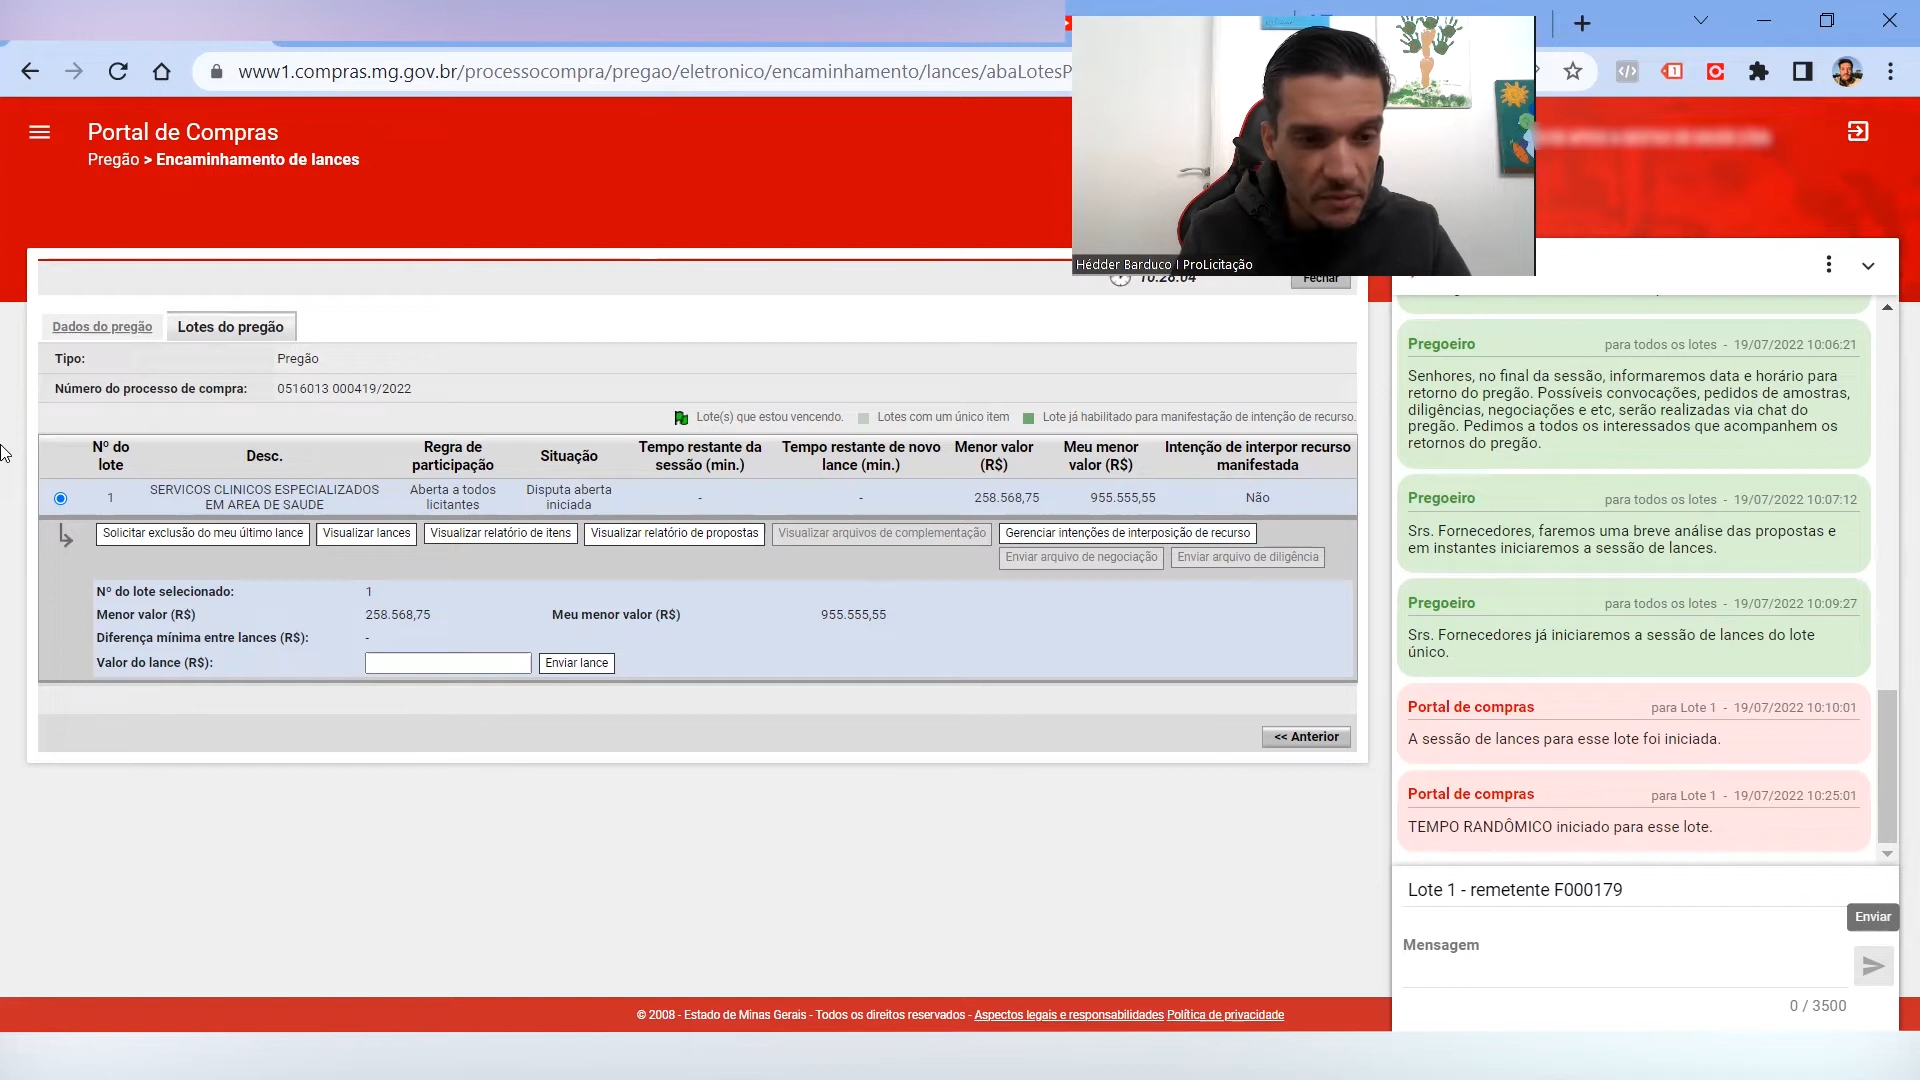 www1.compras.mg.gov.br/processocompra/pregao/eletronico/encaminhamento/lances/abaLotesP
Portal de Compras
Pregão > Encaminhamento de lances
Hédder Barduco I ProLicitação
10:28:04
Fechar
Dados do pregão
Lotes do pregão
Tipo: Pregão
Número do processo de compra: 0516013 000419/2022
Lote(s) que estou vencendo. Lotes com um único item Lote já habilitado para manifestação de intenção de recurso.
Nº do lote Desc. Regra de participação Situação Tempo restante da sessão (min.) Tempo restante de novo lance (min.) Menor valor (R$) Meu menor valor (R$) Intenção de interpor recurso manifestada
1 SERVICOS CLINICOS ESPECIALIZADOS EM AREA DE SAUDE Aberta a todos licitantes Disputa aberta iniciada - - 258.568,75 955.555,55 Não
Solicitar exclusão do meu último lance Visualizar lances Visualizar relatório de itens Visualizar relatório de propostas Visualizar arquivos de complementação Gerenciar intenções de interposição de recurso
Enviar arquivo de negociação Enviar arquivo de diligência
Nº do lote selecionado: 1
Menor valor (R$) 258.568,75 Meu menor valor (R$) 955.555,55
Diferença mínima entre lances (R$): -
Valor do lance (R$): Enviar lance
<< Anterior
Pregoeiro para todos os lotes - 19/07/2022 10:06:21
Senhores, no final da sessão, informaremos data e horário para
retorno do pregão. Possíveis convocações, pedidos de amostras,
diligências, negociações e etc, serão realizadas via chat do
pregão. Pedimos a todos os interessados que acompanhem os
retornos do pregão.
Pregoeiro para todos os lotes - 19/07/2022 10:07:12
Srs. Fornecedores, faremos uma breve análise das propostas e
em instantes iniciaremos a sessão de lances.
Pregoeiro para todos os lotes - 19/07/2022 10:09:27
Srs. Fornecedores já iniciaremos a sessão de lances do lote
único.
Portal de compras para Lote 1 - 19/07/2022 10:10:01
A sessão de lances para esse lote foi iniciada.
Portal de compras para Lote 1 - 19/07/2022 10:25:01
TEMPO RANDÔMICO iniciado para esse lote.
Lote 1 - remetente F000179
Enviar
Mensagem
0 / 3500
© 2008 - Estado de Minas Gerais - Todos os direitos reservados - Aspectos legais e responsabilidades Política de privacidade